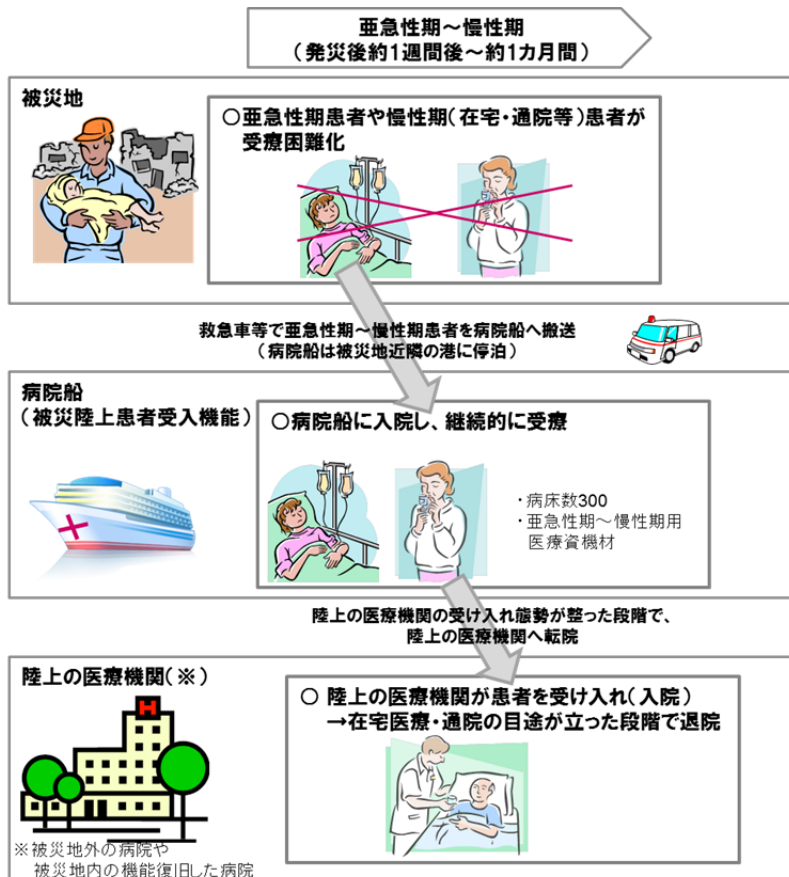 亜急性期～慢性期
(発災後約1週間後～約1カ月間)
被災地
○亜急性期患者や慢性期(在宅・通院等)患者が
受療困難化
救急車等で亜急性期～慢性期患者を病院船へ搬送
(病院船は被災地近隣の港に停泊)
病院船
(被災陸上患者受入機能)
○病院船に入院し、継続的に受療
・病床数300
・亜急性期～慢性期用
医療資機材
陸上の医療機関の受け入れ態勢が整った段階で、
陸上の医療機関へ転院
陸上の医療機関(※)
○ 陸上の医療機関が患者を受け入れ(入院)
→在宅医療・通院の目途が立った段階で退院
H
※被災地外の病院や
被災地内の機能復旧した病院